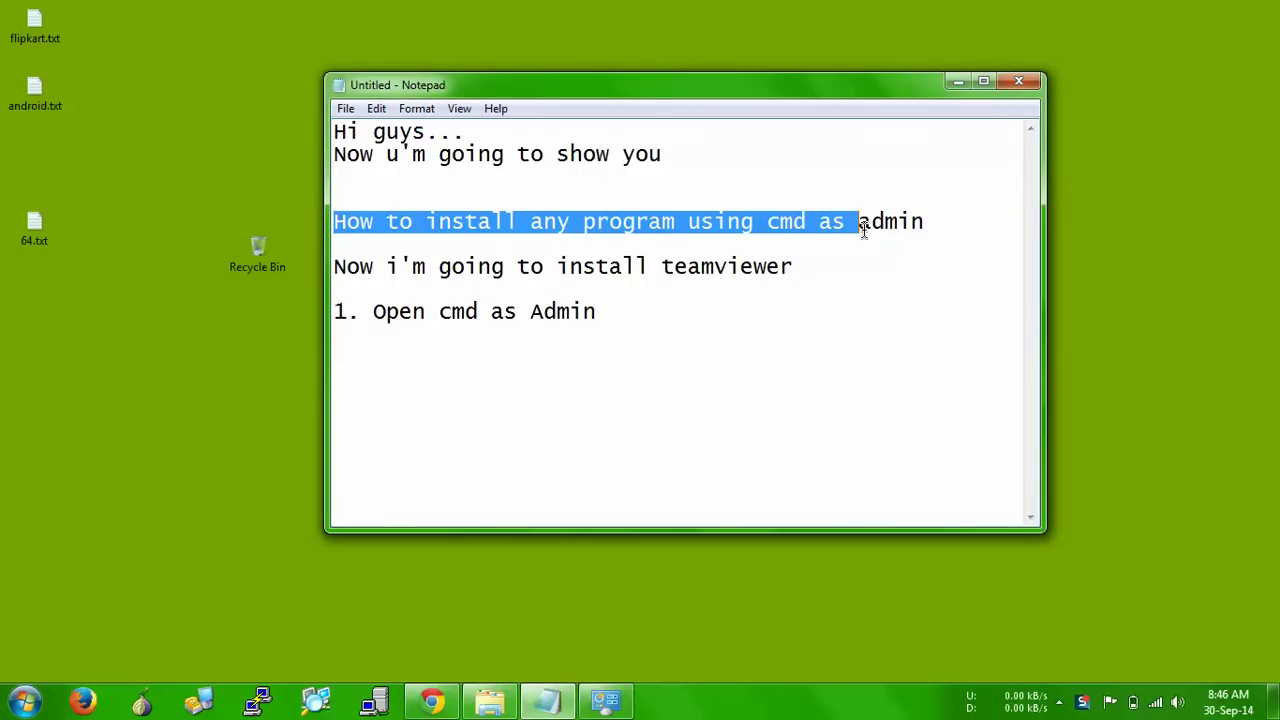 flipkart.txt
android.txt
64.txt
Recycle Bin
Untitled - Notepad
File Edit Format View Help
Hi guys...
Now u'm going to show you
How to install any program using cmd as admin
Now i'm going to install teamviewer
1. Open cmd as Admin
U: 0.00 kB/s
D: 0.00 kB/s
8:46 AM
30-Sep-14